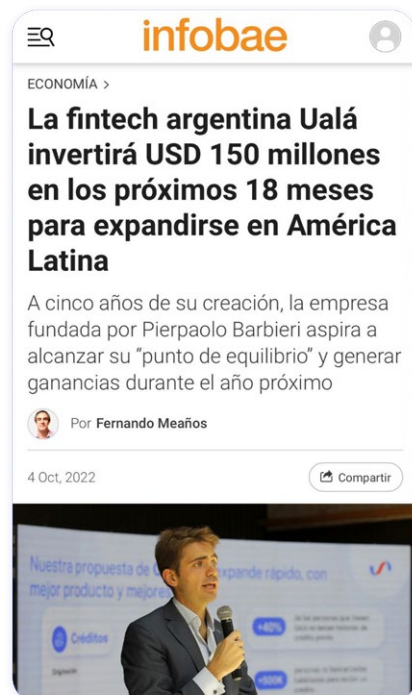 infobae
ECONOMÍA >
La fintech argentina Ualá
invertirá USD 150 millones
en los próximos 18 meses
para expandirse en América
Latina
A cinco años de su creación, la empresa
fundada por Pierpaolo Barbieri aspira a
alcanzar su “punto de equilibrio” y generar
ganancias durante el año próximo
Por Fernando Meaños
4 Oct, 2022
Compartir
Nuestra propuesta de
xpande rápido, con
mejor producto y mejores
Créditos
+40%
+500K